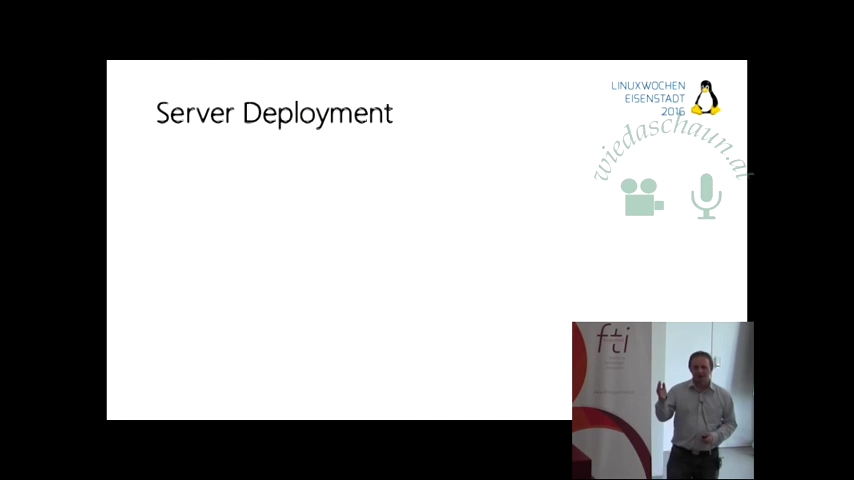 Server Deployment
LINUXWOCHEN
EISENSTADT
2016
wiedaschaun.at
fti